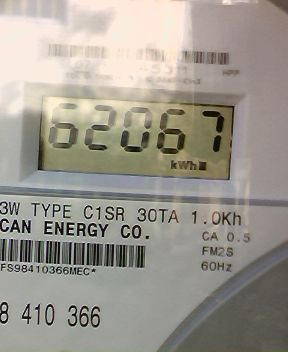 62067
kWh
3W TYPE C1SR 30TA 1.0Kh
CAN ENERGY CO.
CA 0.5
FM2S
60Hz
FS98410366MEC*
8 410 366